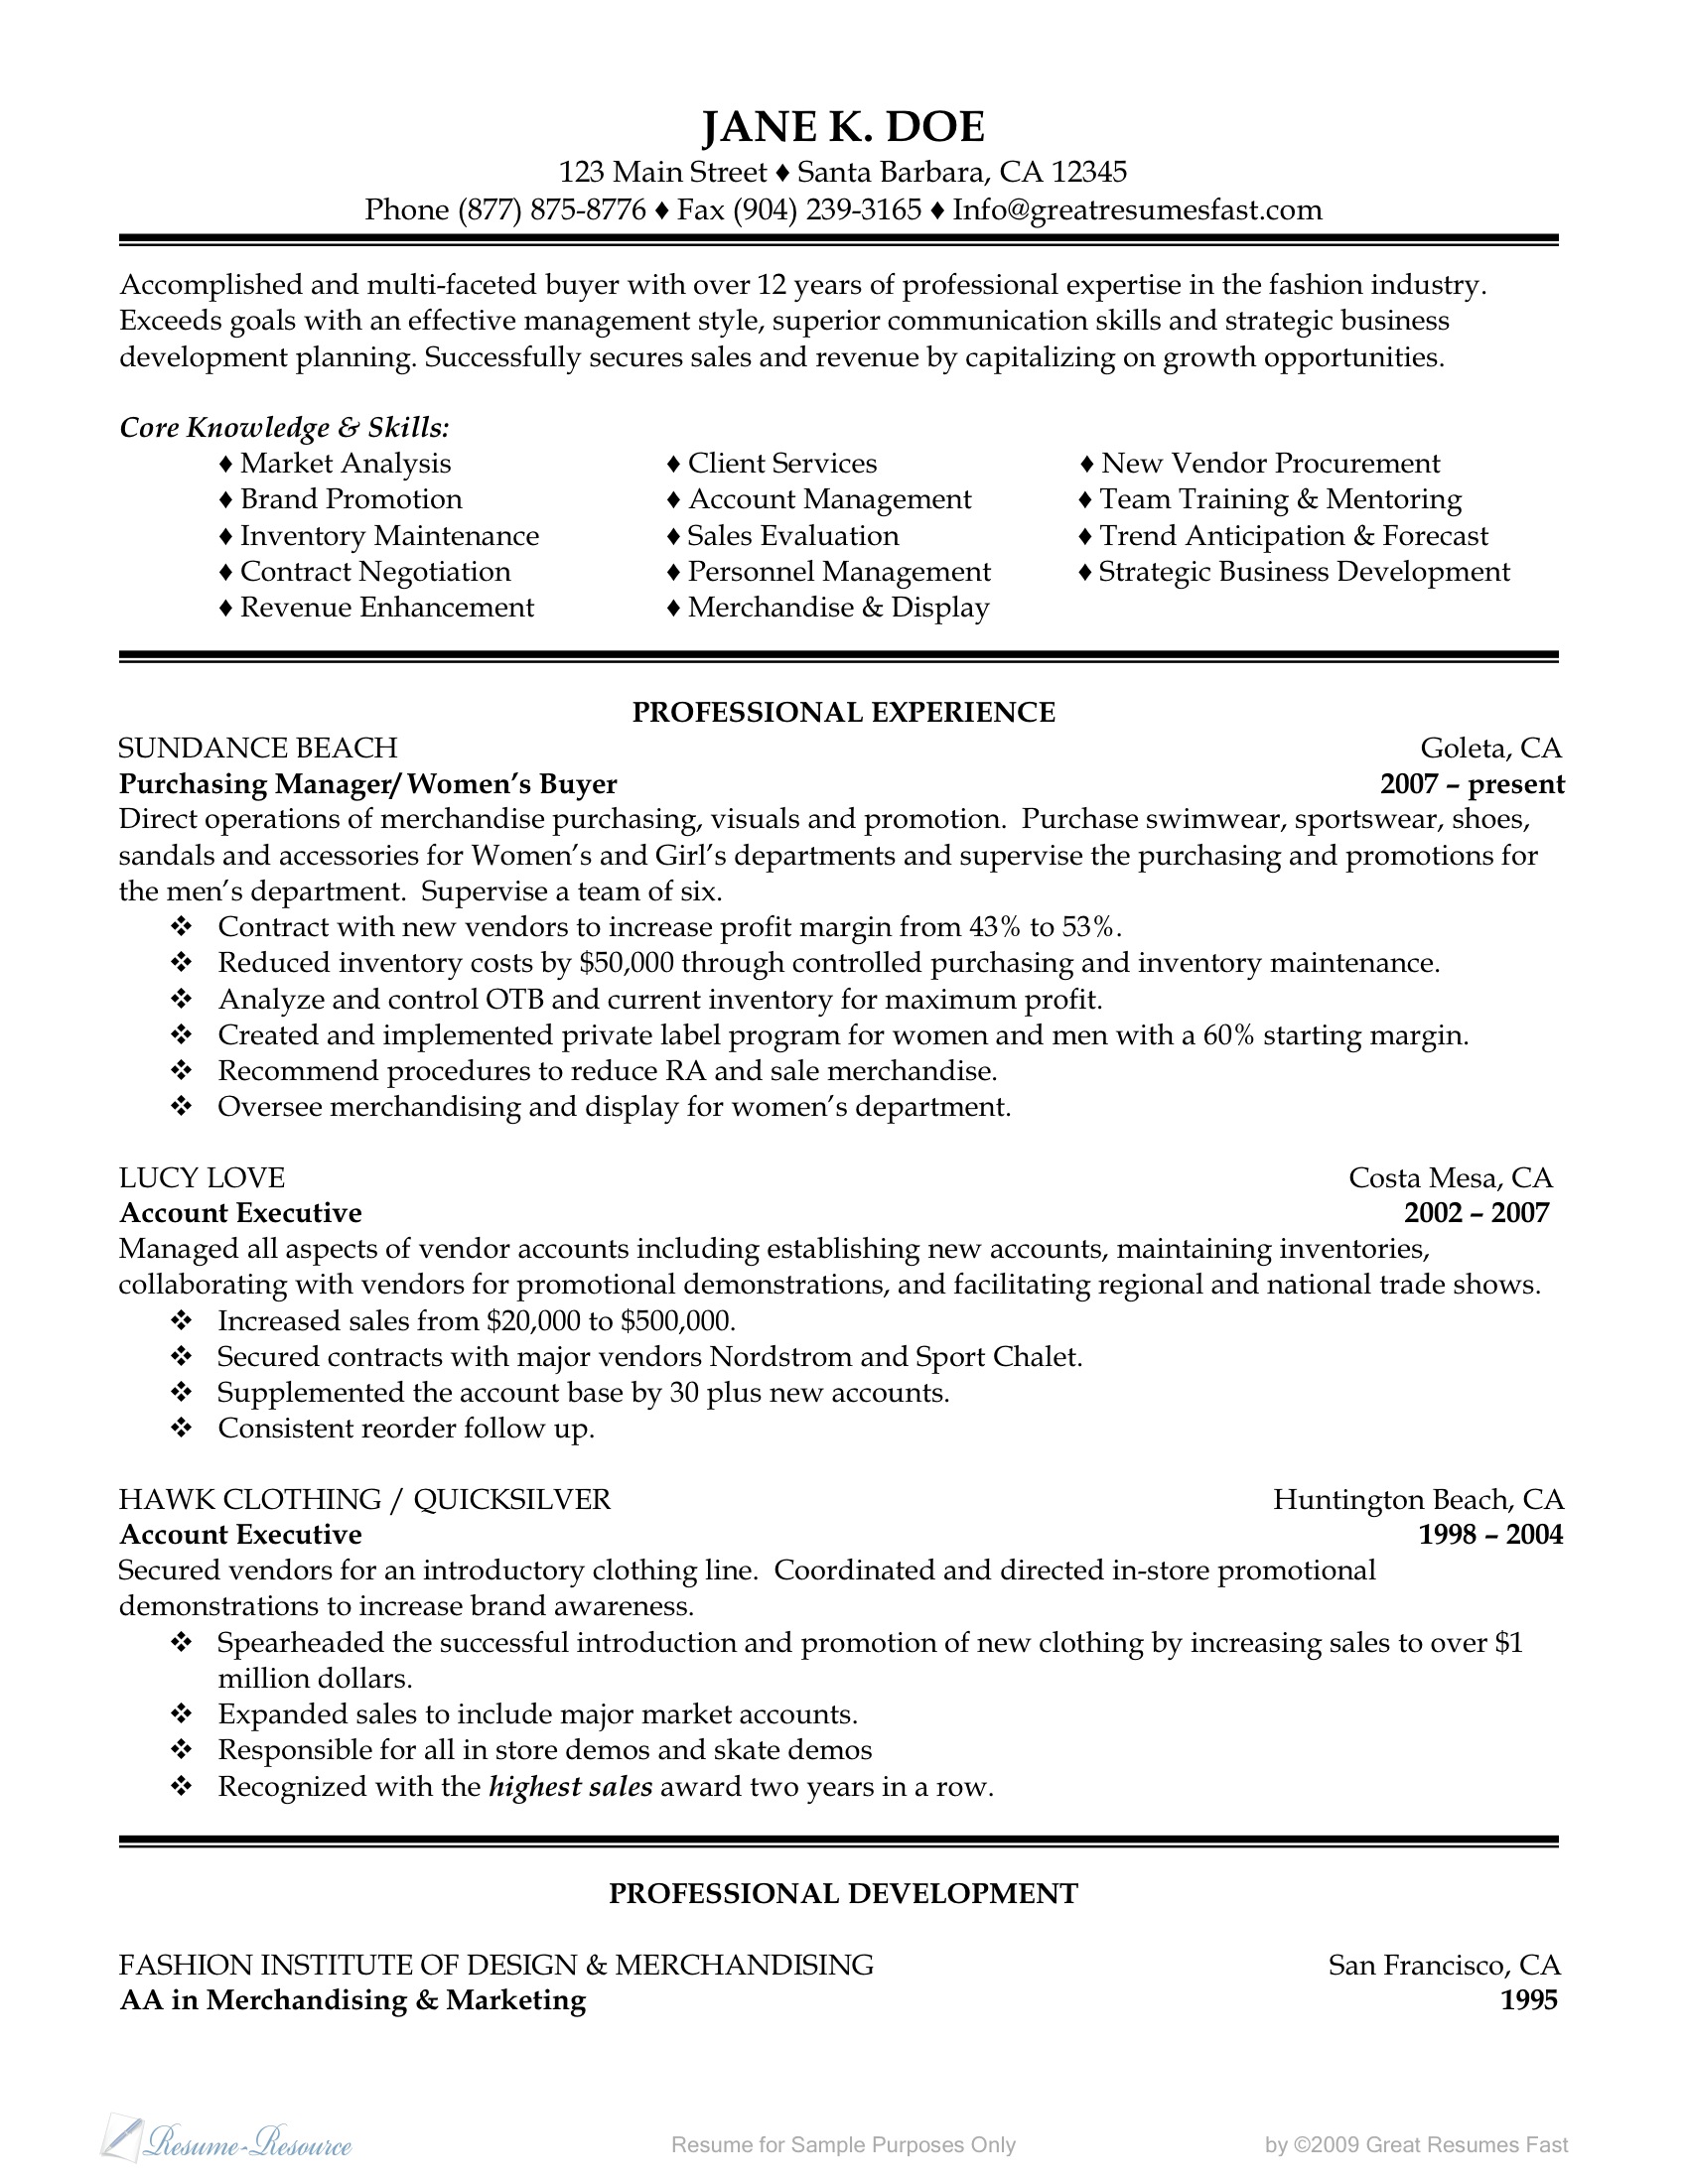 JANE K. DOE
123 Main Street ♦ Santa Barbara, CA 12345
Phone (877) 875-8776 ♦ Fax (904) 239-3165 ♦ Info@greatresumesfast.com
Accomplished and multi-faceted buyer with over 12 years of professional expertise in the fashion industry.
Exceeds goals with an effective management style, superior communication skills and strategic business
development planning. Successfully secures sales and revenue by capitalizing on growth opportunities.
Core Knowledge & Skills:
♦ Market Analysis ♦ Client Services ♦ New Vendor Procurement
♦ Brand Promotion ♦ Account Management ♦ Team Training & Mentoring
♦ Inventory Maintenance ♦ Sales Evaluation ♦ Trend Anticipation & Forecast
♦ Contract Negotiation ♦ Personnel Management ♦ Strategic Business Development
♦ Revenue Enhancement ♦ Merchandise & Display
PROFESSIONAL EXPERIENCE
SUNDANCE BEACH Goleta, CA
Purchasing Manager/ Women's Buyer 2007 – present
Direct operations of merchandise purchasing, visuals and promotion. Purchase swimwear, sportswear, shoes,
sandals and accessories for Women's and Girl's departments and supervise the purchasing and promotions for
the men's department. Supervise a team of six.
❖ Contract with new vendors to increase profit margin from 43% to 53%.
❖ Reduced inventory costs by $50,000 through controlled purchasing and inventory maintenance.
❖ Analyze and control OTB and current inventory for maximum profit.
❖ Created and implemented private label program for women and men with a 60% starting margin.
❖ Recommend procedures to reduce RA and sale merchandise.
❖ Oversee merchandising and display for women's department.
LUCY LOVE Costa Mesa, CA
Account Executive 2002 – 2007
Managed all aspects of vendor accounts including establishing new accounts, maintaining inventories,
collaborating with vendors for promotional demonstrations, and facilitating regional and national trade shows.
❖ Increased sales from $20,000 to $500,000.
❖ Secured contracts with major vendors Nordstrom and Sport Chalet.
❖ Supplemented the account base by 30 plus new accounts.
❖ Consistent reorder follow up.
HAWK CLOTHING / QUICKSILVER Huntington Beach, CA
Account Executive 1998 – 2004
Secured vendors for an introductory clothing line. Coordinated and directed in-store promotional
demonstrations to increase brand awareness.
❖ Spearheaded the successful introduction and promotion of new clothing by increasing sales to over $1
million dollars.
❖ Expanded sales to include major market accounts.
❖ Responsible for all in store demos and skate demos
❖ Recognized with the highest sales award two years in a row.
PROFESSIONAL DEVELOPMENT
FASHION INSTITUTE OF DESIGN & MERCHANDISING San Francisco, CA
AA in Merchandising & Marketing 1995
Resume-Resource Resume for Sample Purposes Only by ©2009 Great Resumes Fast